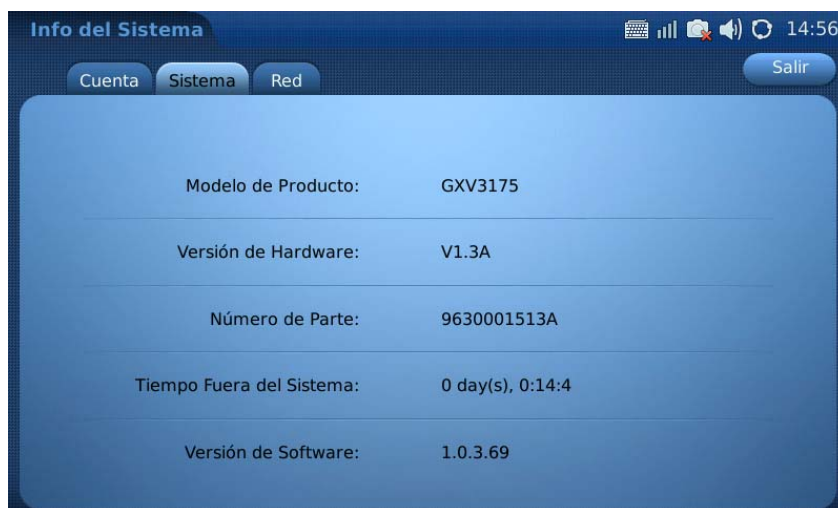 Info del Sistema 14:56
Salir
Cuenta Sistema Red
Modelo de Producto: GXV3175
Versión de Hardware: V1.3A
Número de Parte: 9630001513A
Tiempo Fuera del Sistema: 0 day(s), 0:14:4
Versión de Software: 1.0.3.69